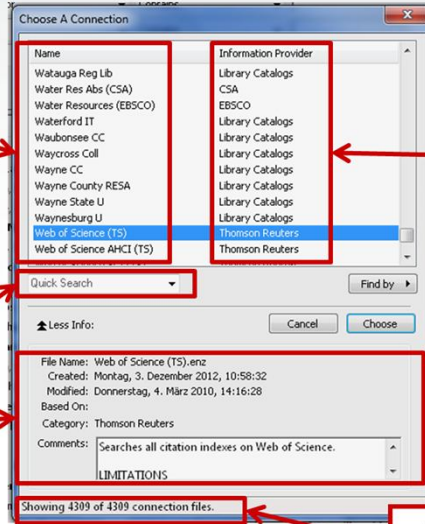 Choose A Connection
Name Information Provider
Watauga Reg Lib Library Catalogs
Water Res Abs (CSA) CSA
Water Resources (EBSCO) EBSCO
Waterford IT Library Catalogs
Waubonsee CC Library Catalogs
Waycross Coll Library Catalogs
Wayne CC Library Catalogs
Wayne County RESA Library Catalogs
Wayne State U Library Catalogs
Waynesburg U Library Catalogs
Web of Science (TS) Thomson Reuters
Web of Science AHCI (TS) Thomson Reuters
Quick Search Find by
Less Info: Cancel Choose
File Name: Web of Science (TS).enz
Created: Montag, 3. Dezember 2012, 10:58:32
Modified: Donnerstag, 4. März 2010, 14:16:28
Based On:
Category: Thomson Reuters
Comments: Searches all citation indexes on Web of Science.
LIMITATIONS
Showing 4309 of 4309 connection files.